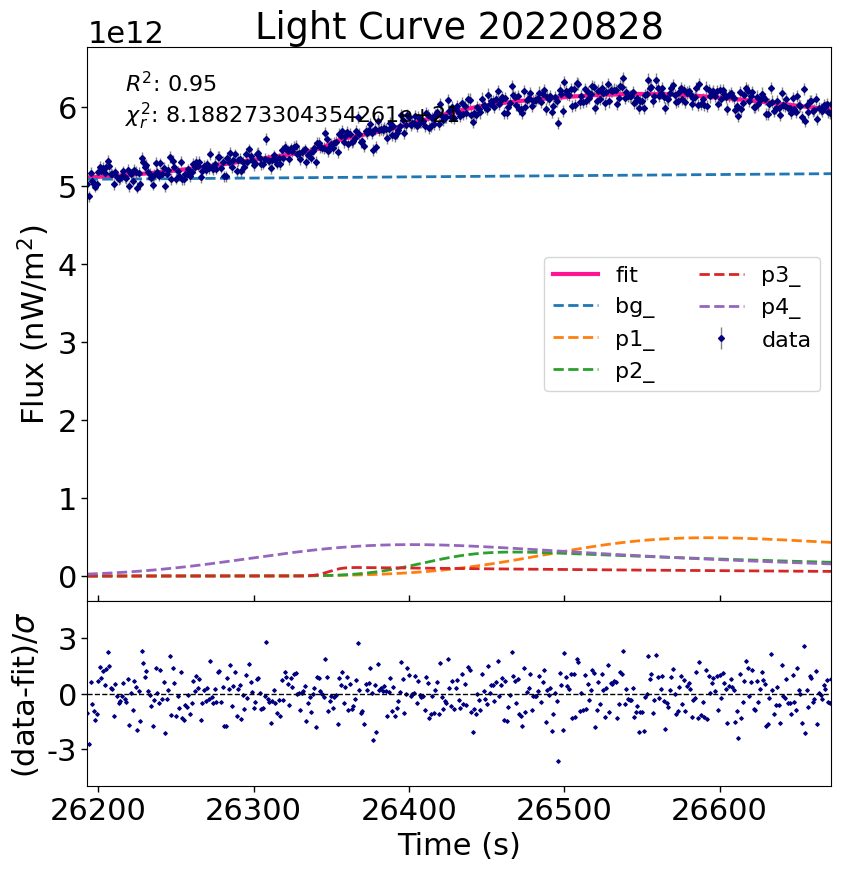 Light Curve 20220828
1e12
R²: 0.95
χ²ᵣ: 8.188273304354261e+21
6
5
4
3
2
1
0
Flux (nW/m²)
fit
bg_
p1_
p2_
p3_
p4_
data
(data-fit)/σ
3
0
-3
26200 26300 26400 26500 26600
Time (s)